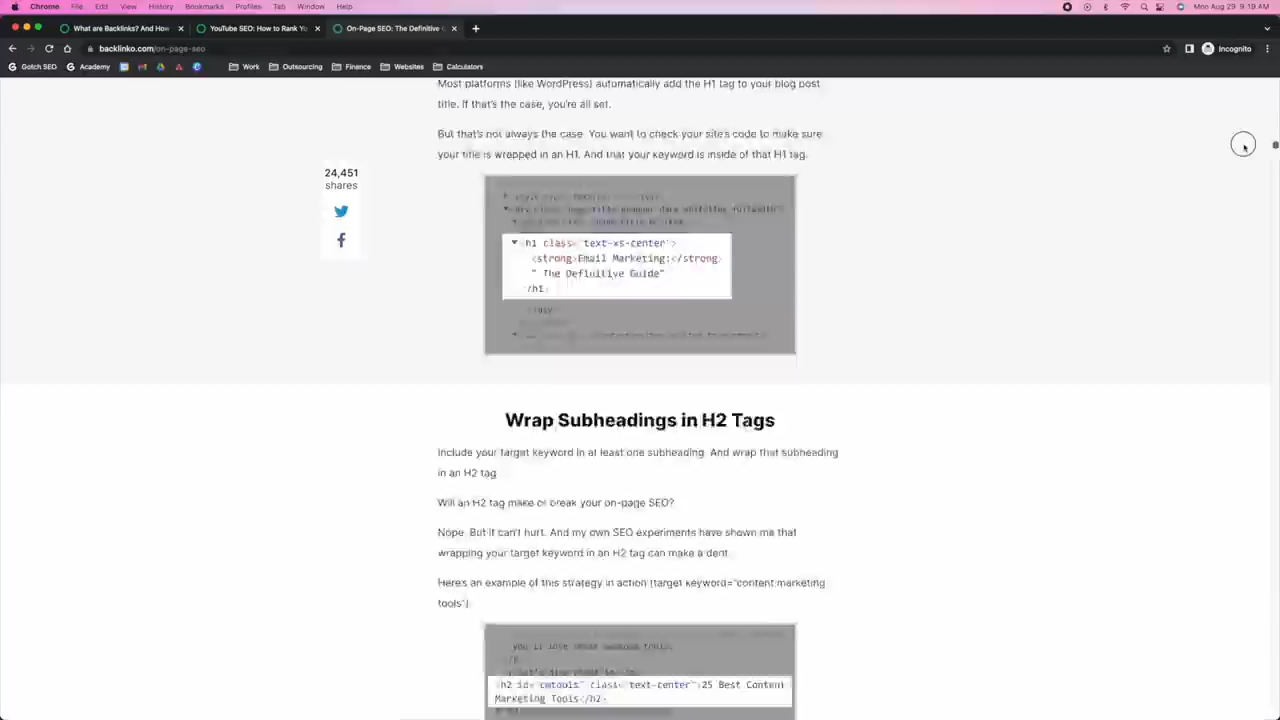 Chrome File Edit View History Bookmarks Profiles Tab Window Help Mon Aug 29 9:19 AM
What are Backlinks? And How YouTube SEO: How to Rank Yo On-Page SEO: The Definitive G
backlinko.com/on-page-seo Incognito
Gotch SEO Academy Work Outsourcing Finance Websites Calculators
Most platforms (like WordPress) automatically add the H1 tag to your blog post
title. If that's the case, you're all set.
But that's not always the case. You want to check your site's code to make sure
your title is wrapped in an H1. And that your keyword is inside of that H1 tag.
24,451
shares
h1 class="text-xs-center">
<strong>Email Marketing:</strong>
" The Definitive Guide"
/h1>
Wrap Subheadings in H2 Tags
Include your target keyword in at least one subheading. And wrap that subheading
in an H2 tag.
Will an H2 tag make or break your on-page SEO?
Nope. But it can't hurt. And my own SEO experiments have shown me that
wrapping your target keyword in an H2 tag can make a dent.
Here's an example of this strategy in action (target keyword="content marketing
tools"):
<h2 id="cmtools" class="text-center">25 Best Content
Marketing Tools</h2>